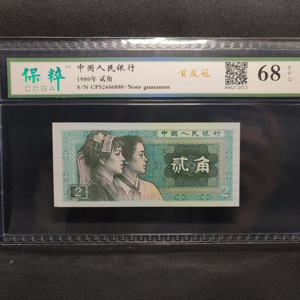 保粹
CCGA
中国人民银行
1980年 贰角
S/N CP52446880-Note guarantee
首发冠
68
EPQ
中国人民银行
贰角
2
2